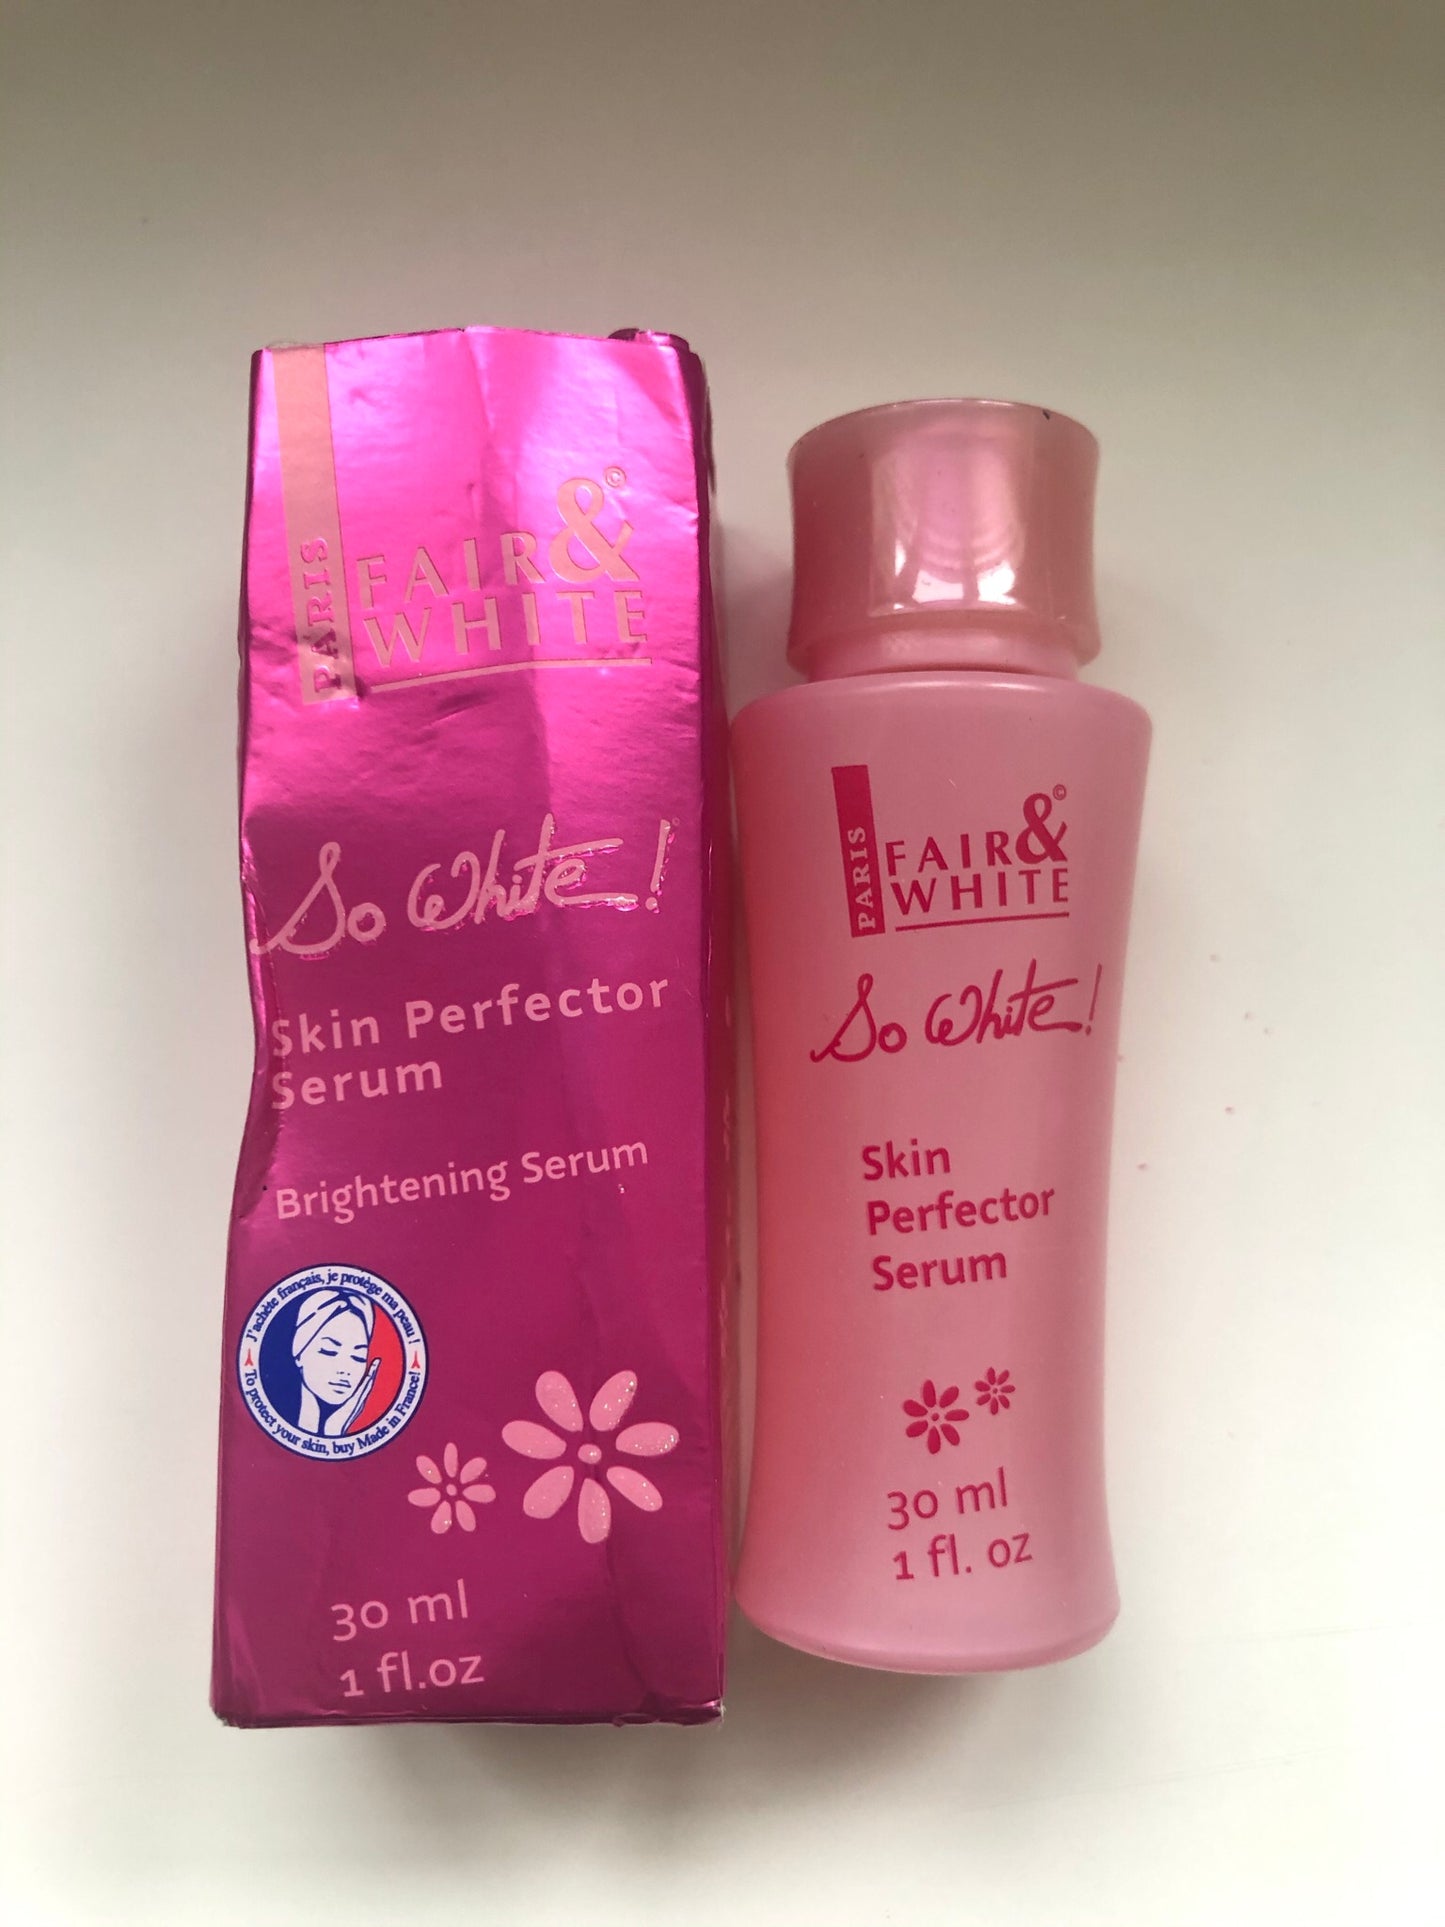 PARIS
FAIR&©
WHITE
So White!©
Skin Perfector
Serum
Brightening Serum
J'achète français, je protège ma peau !
To protect your skin, buy Made in France!
30 ml
1 fl.oz
PARIS
FAIR&©
WHITE
So White!
Skin
Perfector
Serum
30 ml
1 fl. oz